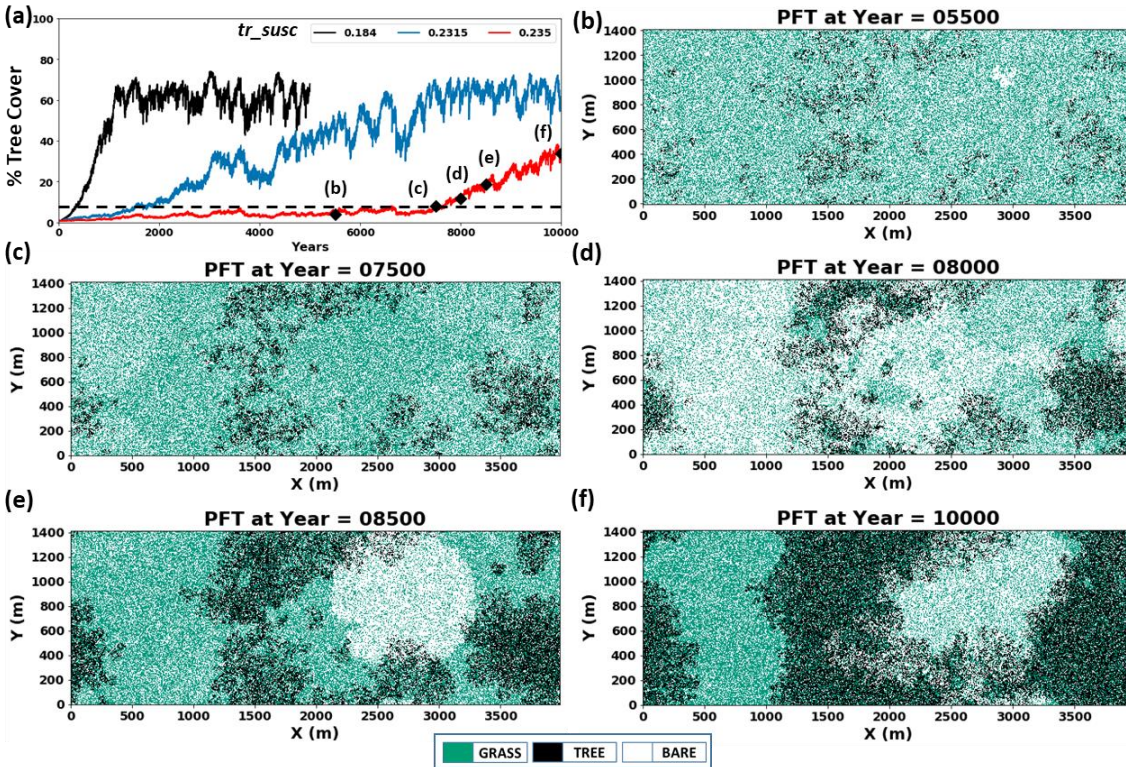 (a)
tr_susc 0.184 0.2315 0.235
% Tree Cover
100
80
60
40
20
0
(b) (c) (d) (e) (f)
0 2000 4000 6000 8000 10000
Years
(b)
PFT at Year = 05500
Y (m)
1400
1200
1000
800
600
400
200
0
0 500 1000 1500 2000 2500 3000 3500
X (m)
(c)
PFT at Year = 07500
Y (m)
1400
1200
1000
800
600
400
200
0
0 500 1000 1500 2000 2500 3000 3500
X (m)
(d)
PFT at Year = 08000
Y (m)
1400
1200
1000
800
600
400
200
0
0 500 1000 1500 2000 2500 3000 3500
X (m)
(e)
PFT at Year = 08500
Y (m)
1400
1200
1000
800
600
400
200
0
0 500 1000 1500 2000 2500 3000 3500
X (m)
(f)
PFT at Year = 10000
Y (m)
1400
1200
1000
800
600
400
200
0
0 500 1000 1500 2000 2500 3000 3500
X (m)
GRASS TREE BARE